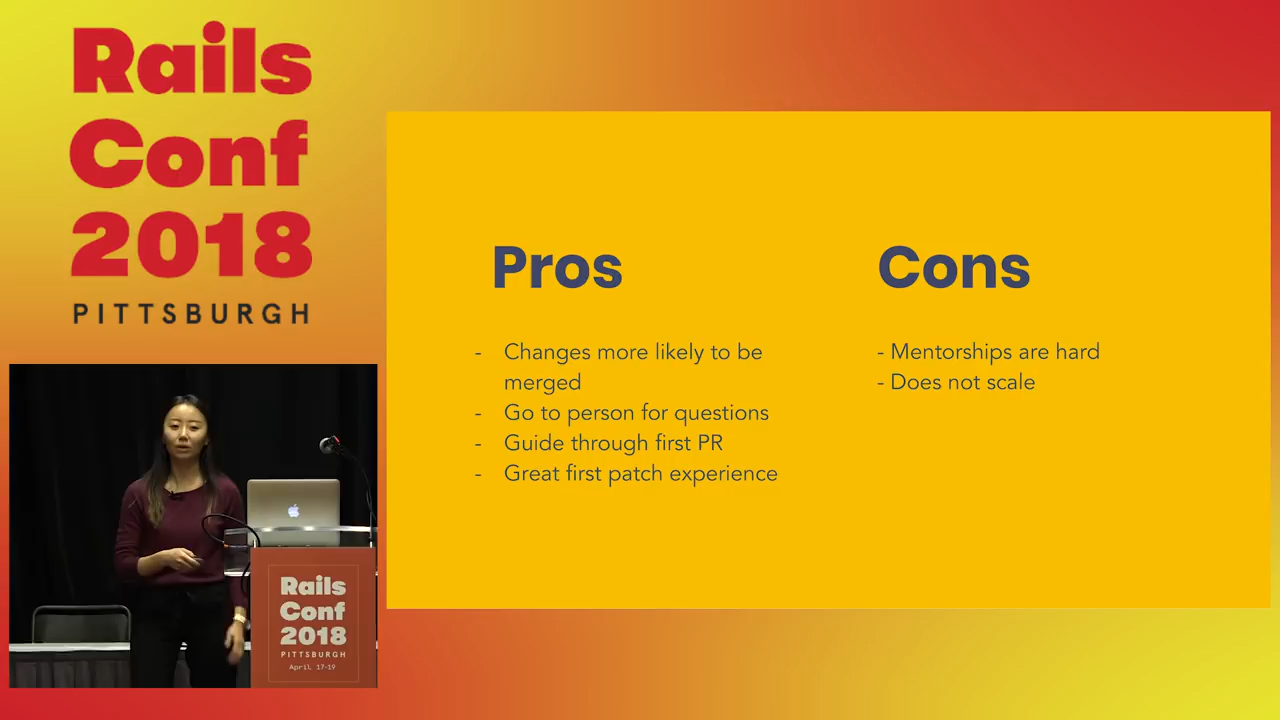 Rails
Conf
2018
PITTSBURGH
Pros
- Changes more likely to be
merged
- Go to person for questions
- Guide through first PR
- Great first patch experience
Cons
- Mentorships are hard
- Does not scale
Rails
Conf
2018
PITTSBURGH
April, 17-19